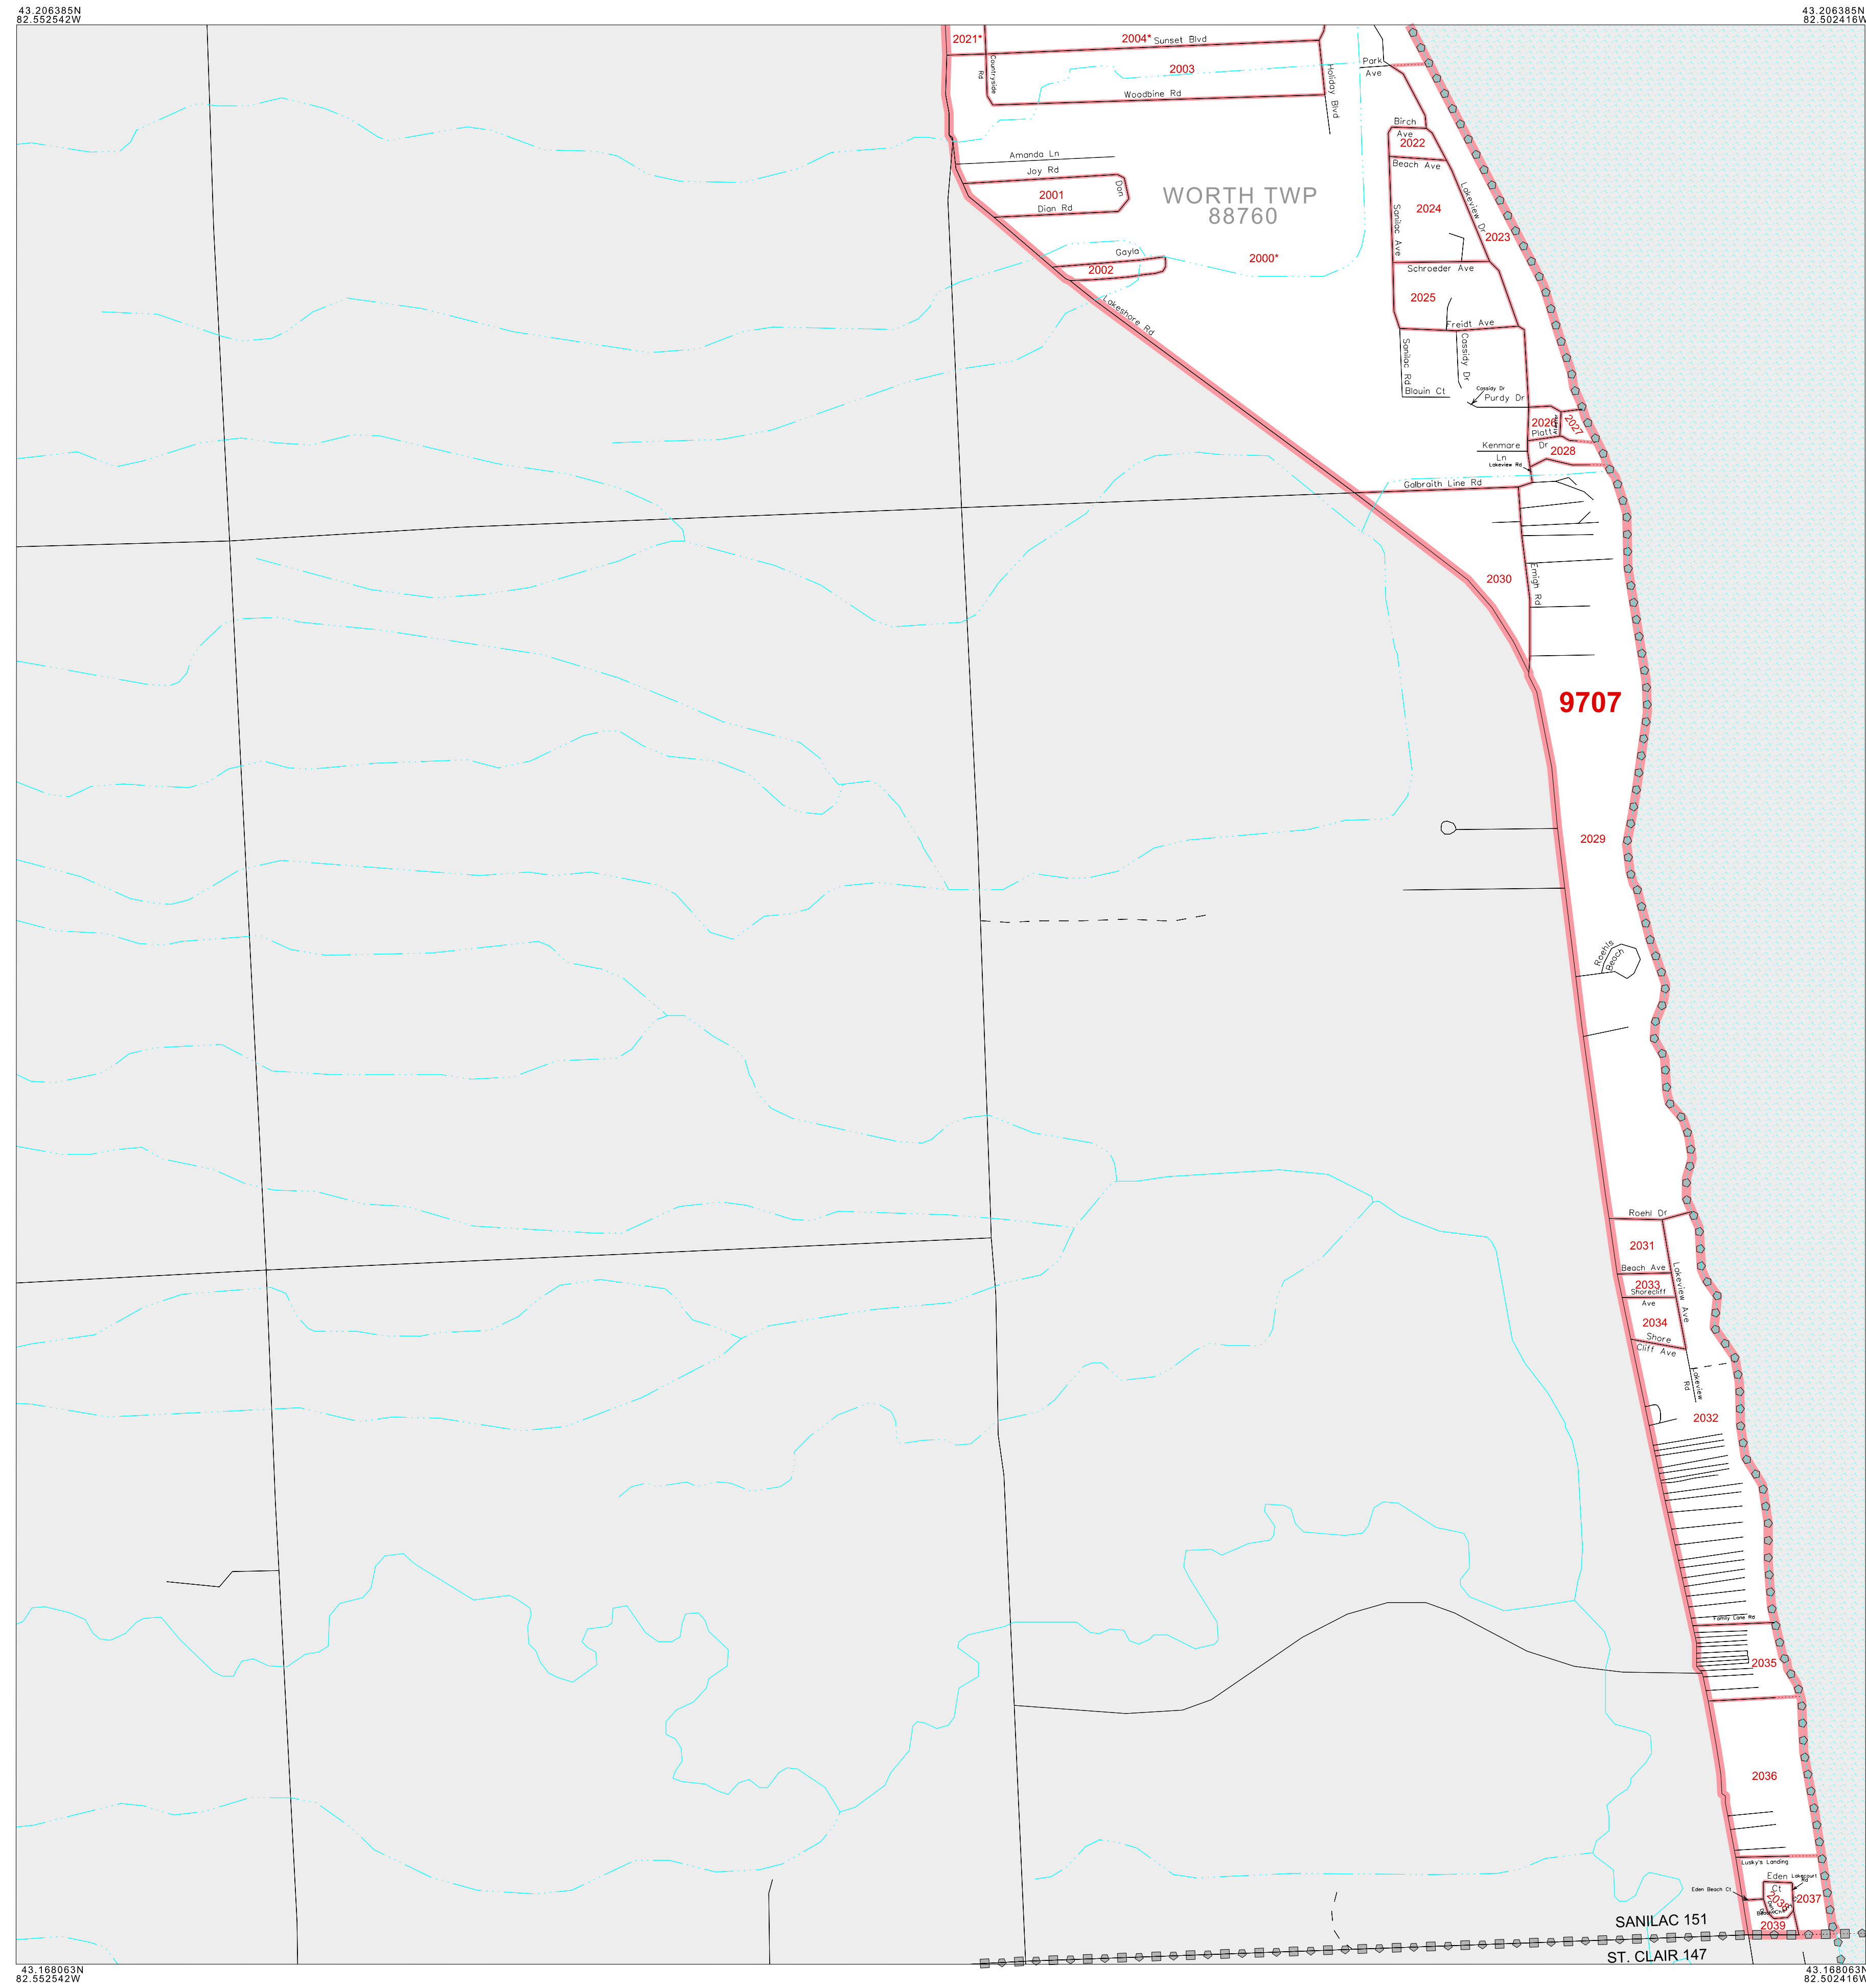 43.206385N
82.552542W
43.206385N
82.502416W
2021*
2004*
Sunset Blvd
2003
Countryside
Rd
Woodbine Rd
Holiday Blvd
Park
Ave
Birch
Ave
2022
Beach Ave
Amanda Ln
Joy Rd
2001
Dian Rd
Don
WORTH TWP
88760
2024
Lakeview Dr
2023
Sanilac Ave
Gayla
2002
2000*
Schroeder Ave
2025
Lakeshore Rd
Freidt Ave
Sanilac Rd
Cassidy Dr
Blouin Ct
Cassidy Dr
Purdy Dr
2026
2027
Platt
Dr
2028
Kenmare
Ln
Lakeview Rd
Galbraith Line Rd
2030
Emigh Rd
9707
2029
Roehls
Beach
Roehl Dr
2031
Beach Ave
2033
Shorecliff
Ave
Lakeview Ave
2034
Shore
Cliff Ave
Lakeview
Rd
2032
Family Lane Rd
2035
2036
Lusky's Landing
Eden
Ct
Lakecourt
Rd
Eden Beach Ct
2038
2037
2039
SANILAC 151
ST. CLAIR 147
43.168063N
82.552542W
43.168063N
82.502416W